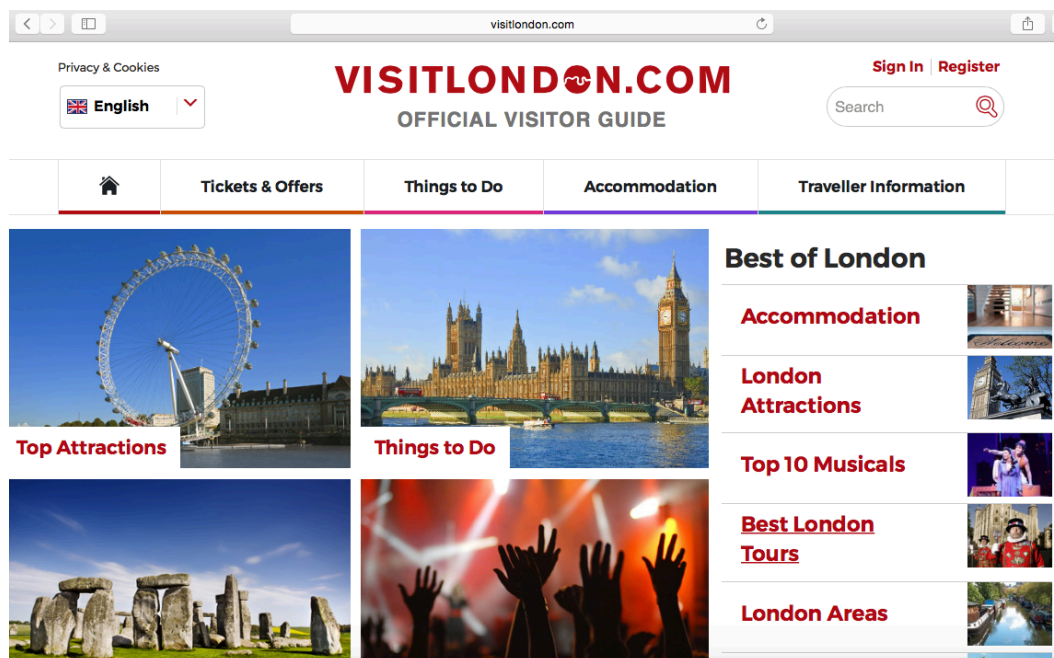 visitlondon.com
Privacy & Cookies
English
VISITLONDON.COM
OFFICIAL VISITOR GUIDE
Sign In
Register
Search
Tickets & Offers
Things to Do
Accommodation
Traveller Information
Top Attractions
Things to Do
Best of London
Accommodation
London
Attractions
Top 10 Musicals
Best London
Tours
London Areas
Welcome